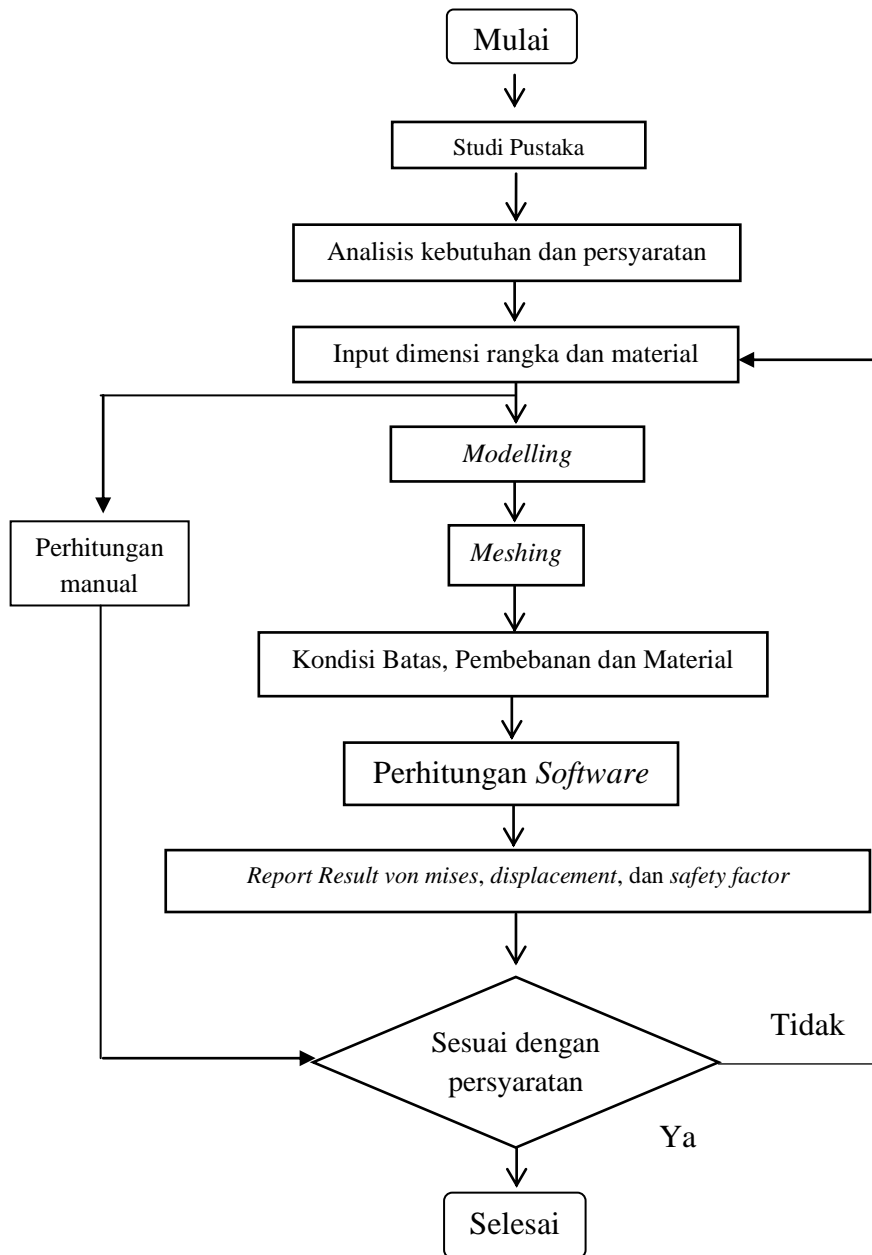 Mulai
Studi Pustaka
Analisis kebutuhan dan persyaratan
Input dimensi rangka dan material
Modelling
Perhitungan
manual
Meshing
Kondisi Batas, Pembebanan dan Material
Perhitungan Software
Report Result von mises, displacement, dan safety factor
Sesuai dengan
persyaratan
Tidak
Ya
Selesai